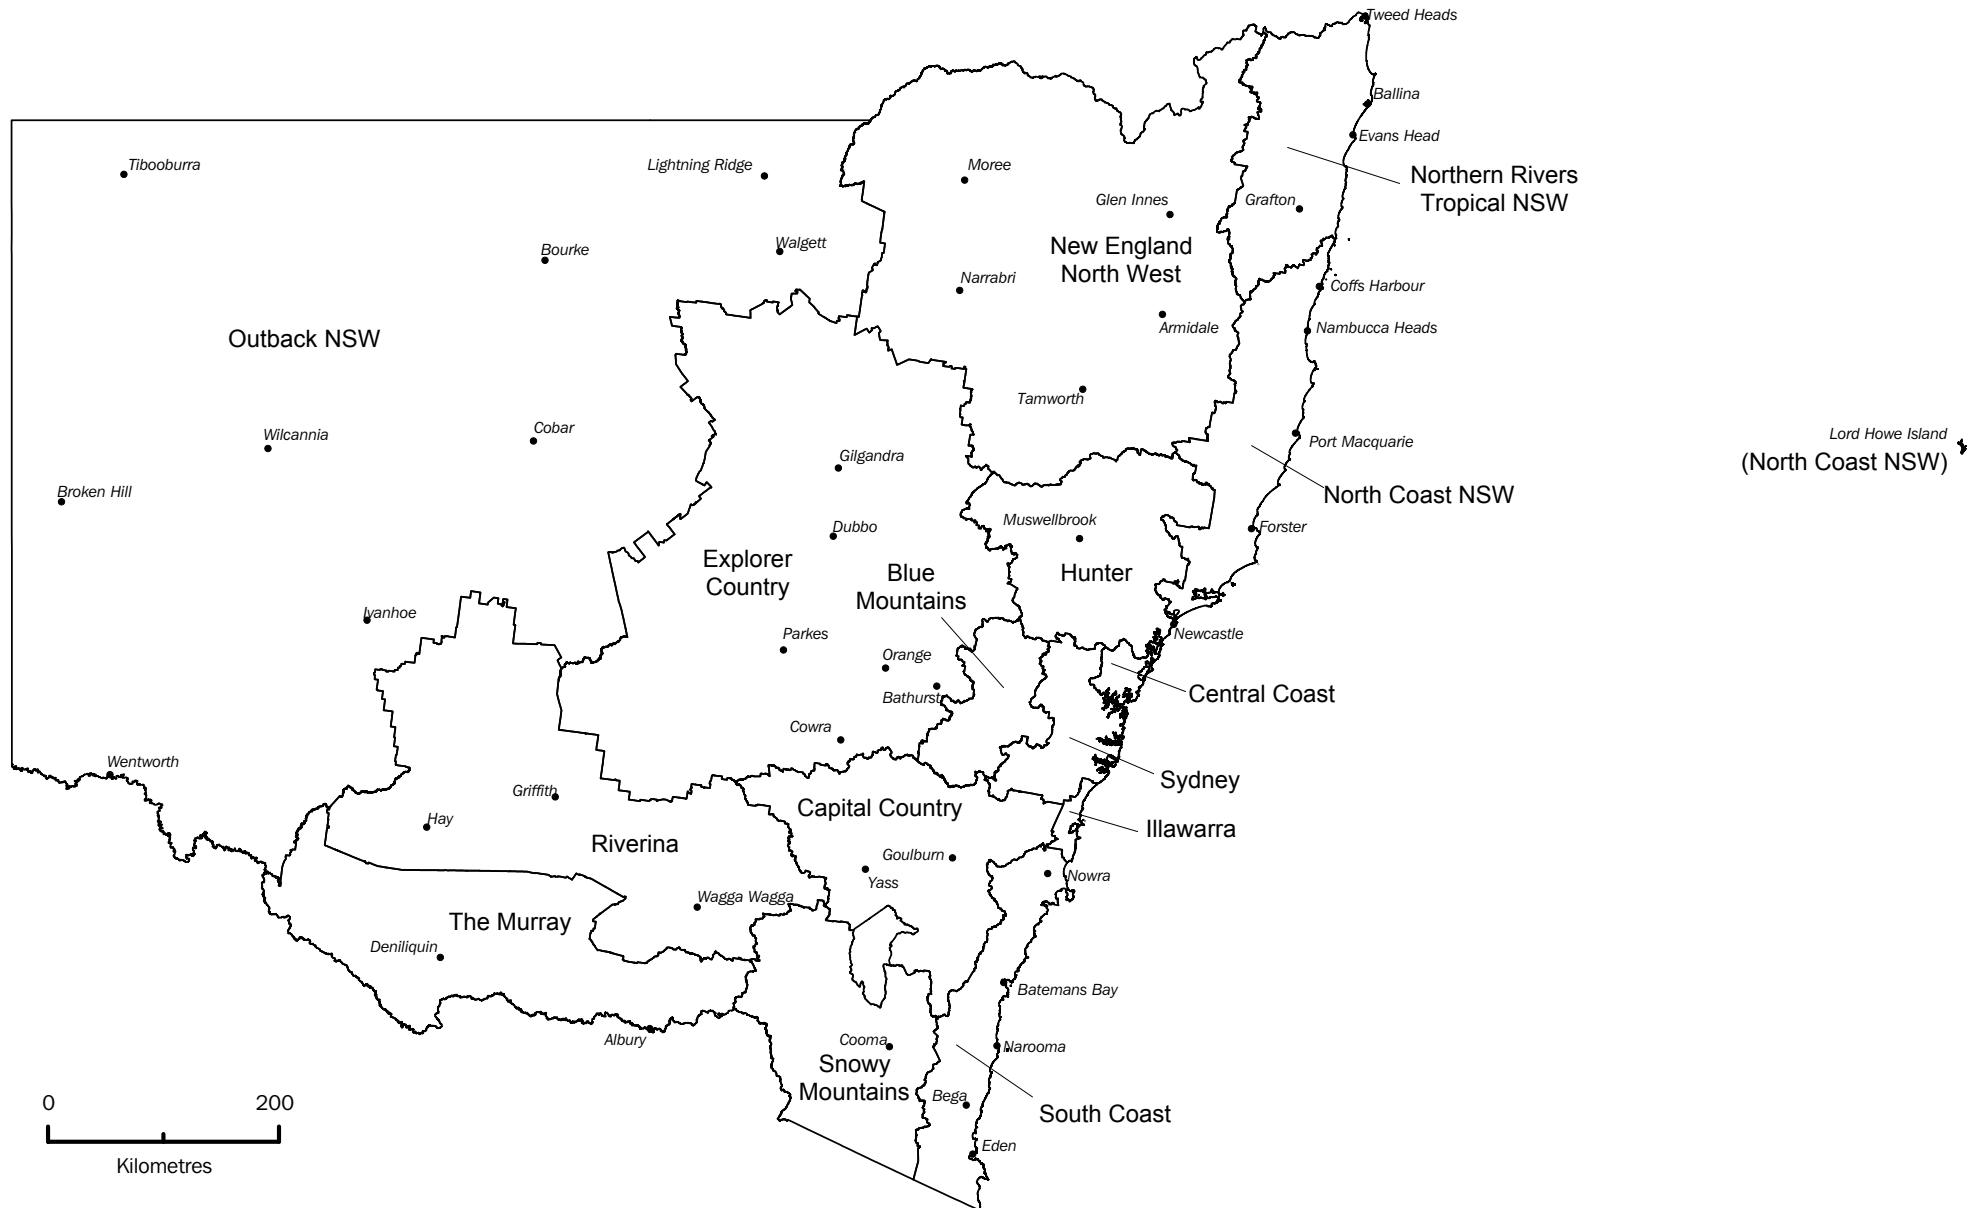 Tweed Heads
Ballina
Evans Head
Tibooburra
Lightning Ridge
Moree
Northern Rivers
Tropical NSW
Glen Innes
Grafton
Bourke
Walgett
New England
North West
Narrabri
Coffs Harbour
Armidale
Nambucca Heads
Outback NSW
Tamworth
Wilcannia
Cobar
Port Macquarie
Lord Howe Island
(North Coast NSW)
Gilgandra
Broken Hill
North Coast NSW
Muswellbrook
Dubbo
Forster
Explorer
Country
Blue
Mountains
Hunter
Ivanhoe
Parkes
Newcastle
Orange
Bathurst
Central Coast
Cowra
Wentworth
Sydney
Griffith
Capital Country
Hay
Illawarra
Riverina
Goulburn
Yass
Nowra
Wagga Wagga
The Murray
Deniliquin
Batemans Bay
Albury
Cooma
Narooma
Snowy
Mountains
Bega
South Coast
0
200
Kilometres
Eden